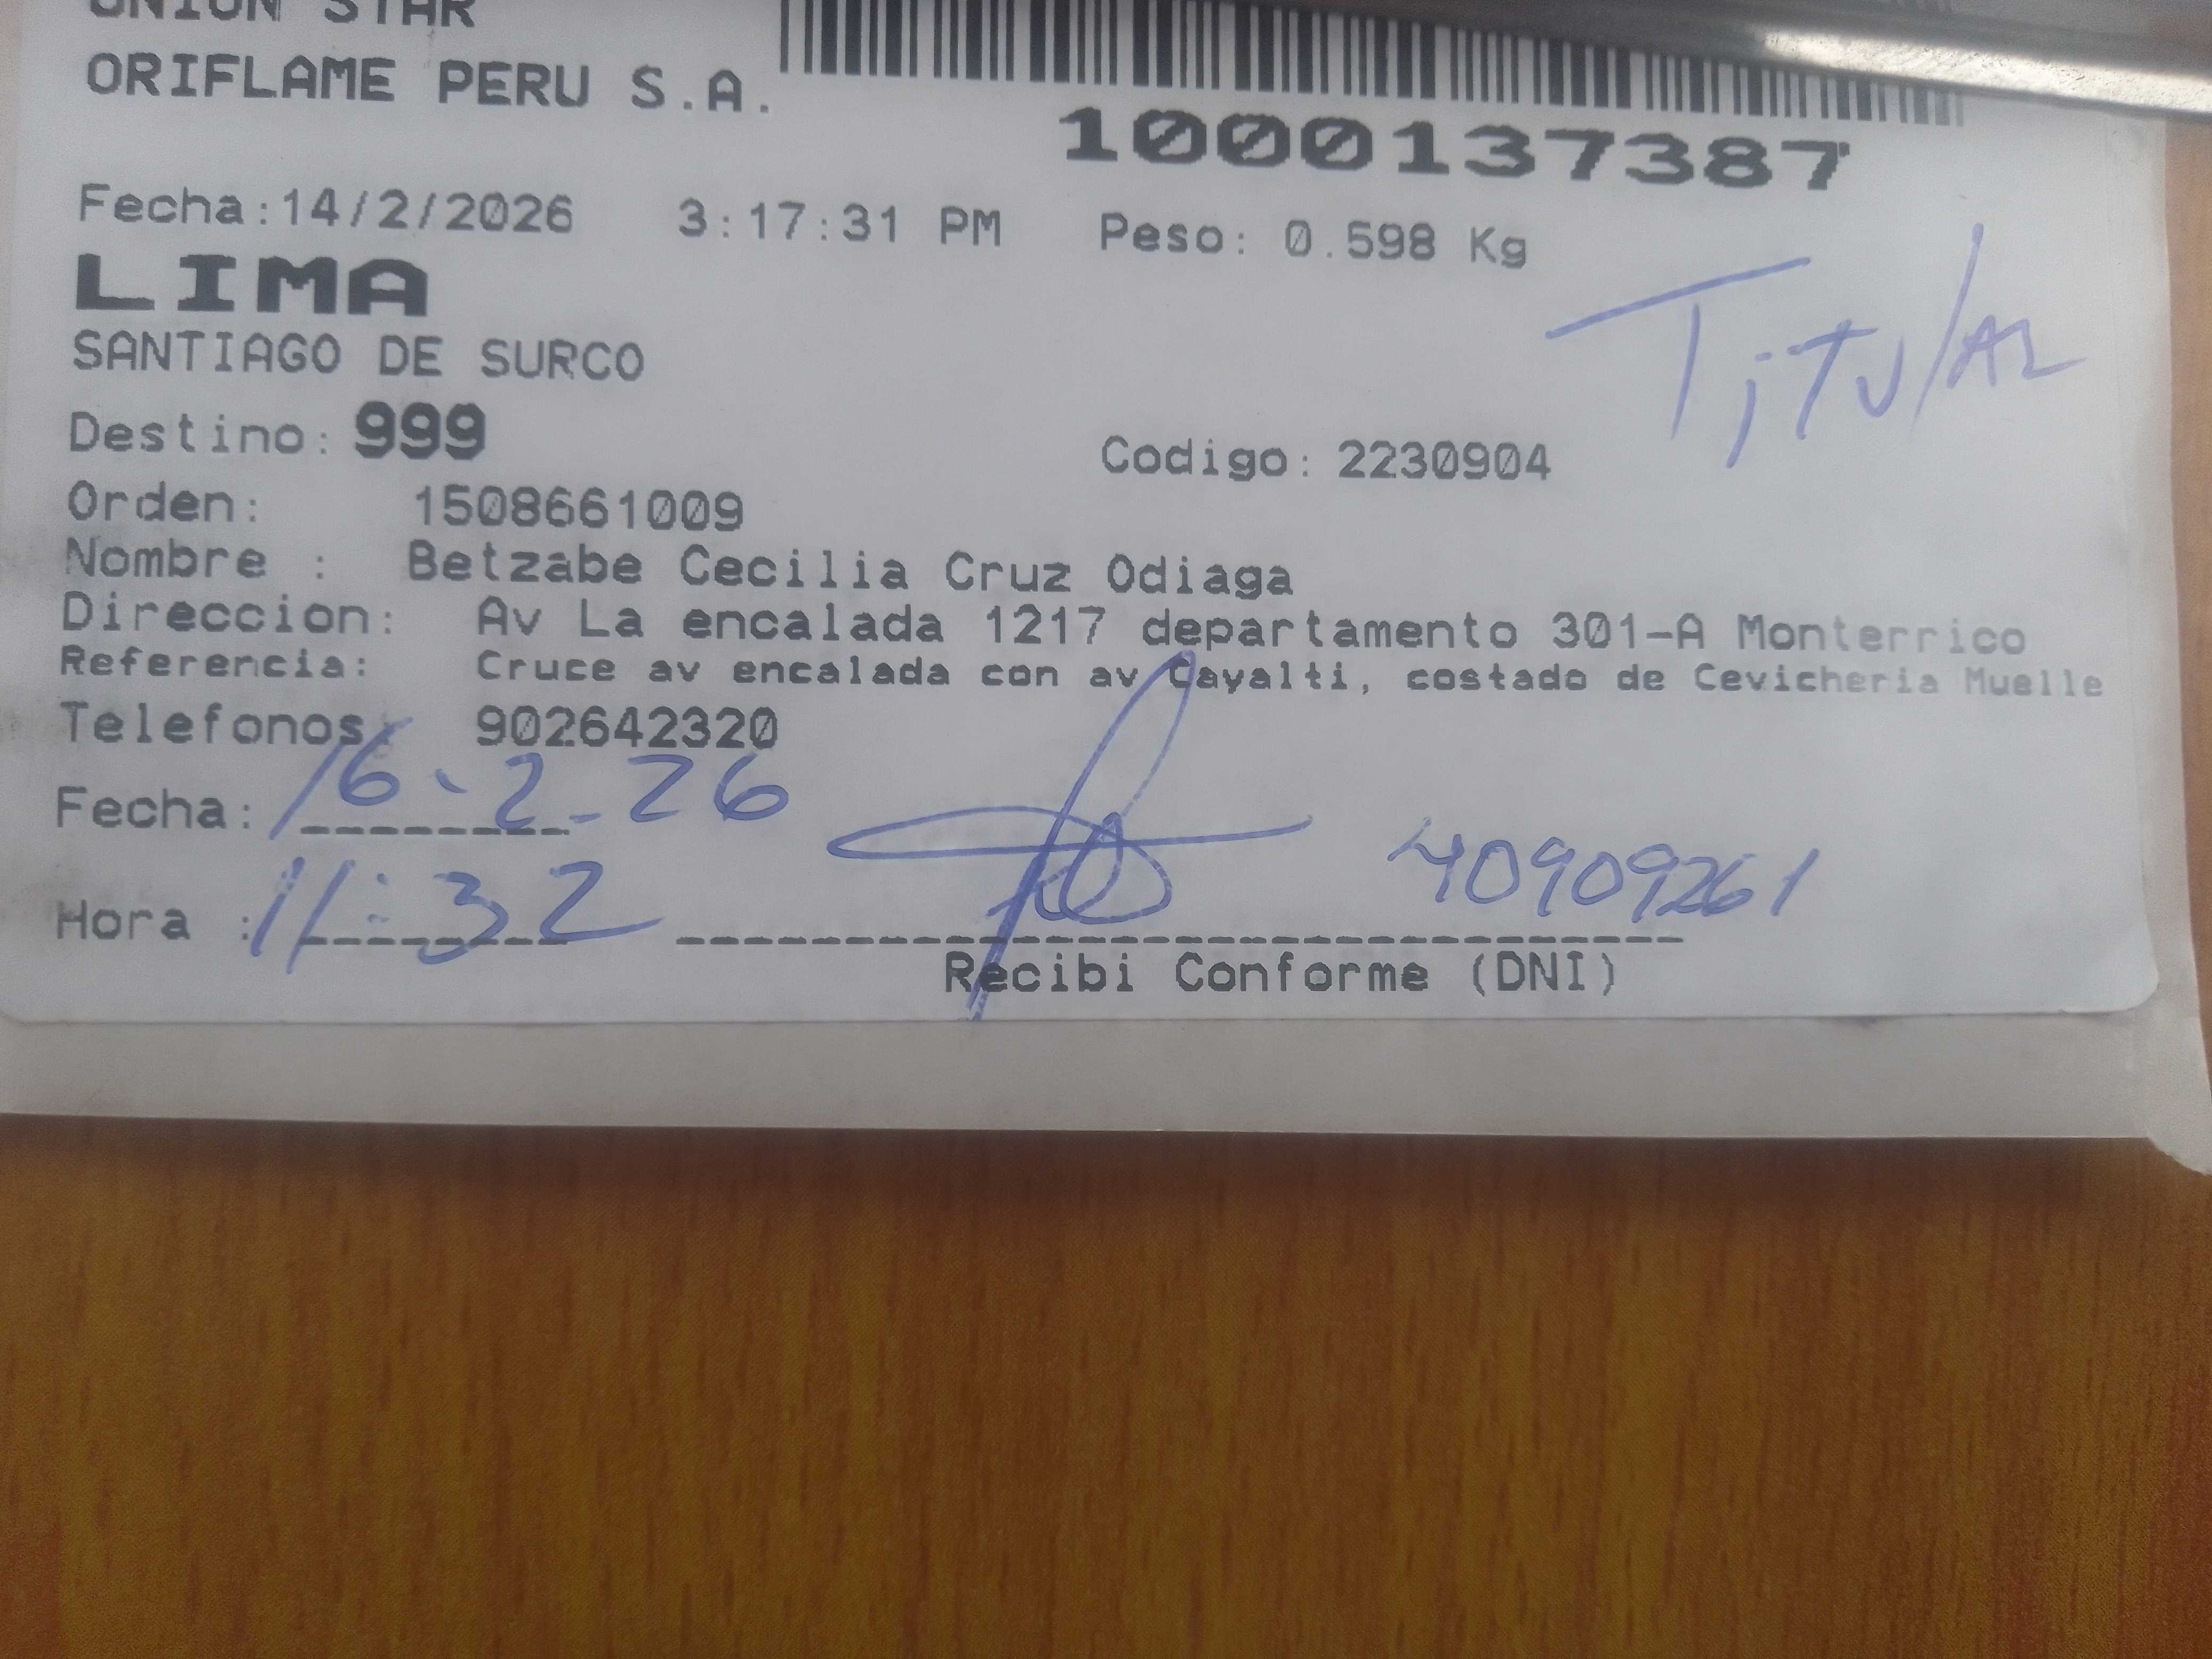 UNION STAR
ORIFLAME PERU S.A.
1000137387
Fecha:14/2/2026 3:17:31 PM Peso: 0.598 Kg
LIMA
Titular
SANTIAGO DE SURCO
Destino: 999 Codigo: 2230904
Orden: 1508661009
Nombre : Betzabe Cecilia Cruz Odiaga
Direccion: Av La encalada 1217 departamento 301-A Monterrico
Referencia: Cruce av encalada con av Cayalti, costado de Cevicheria Muelle
Telefonos: 902642320
Fecha: 16-2-26
Hora : 11:32 40909261
Recibi Conforme (DNI)